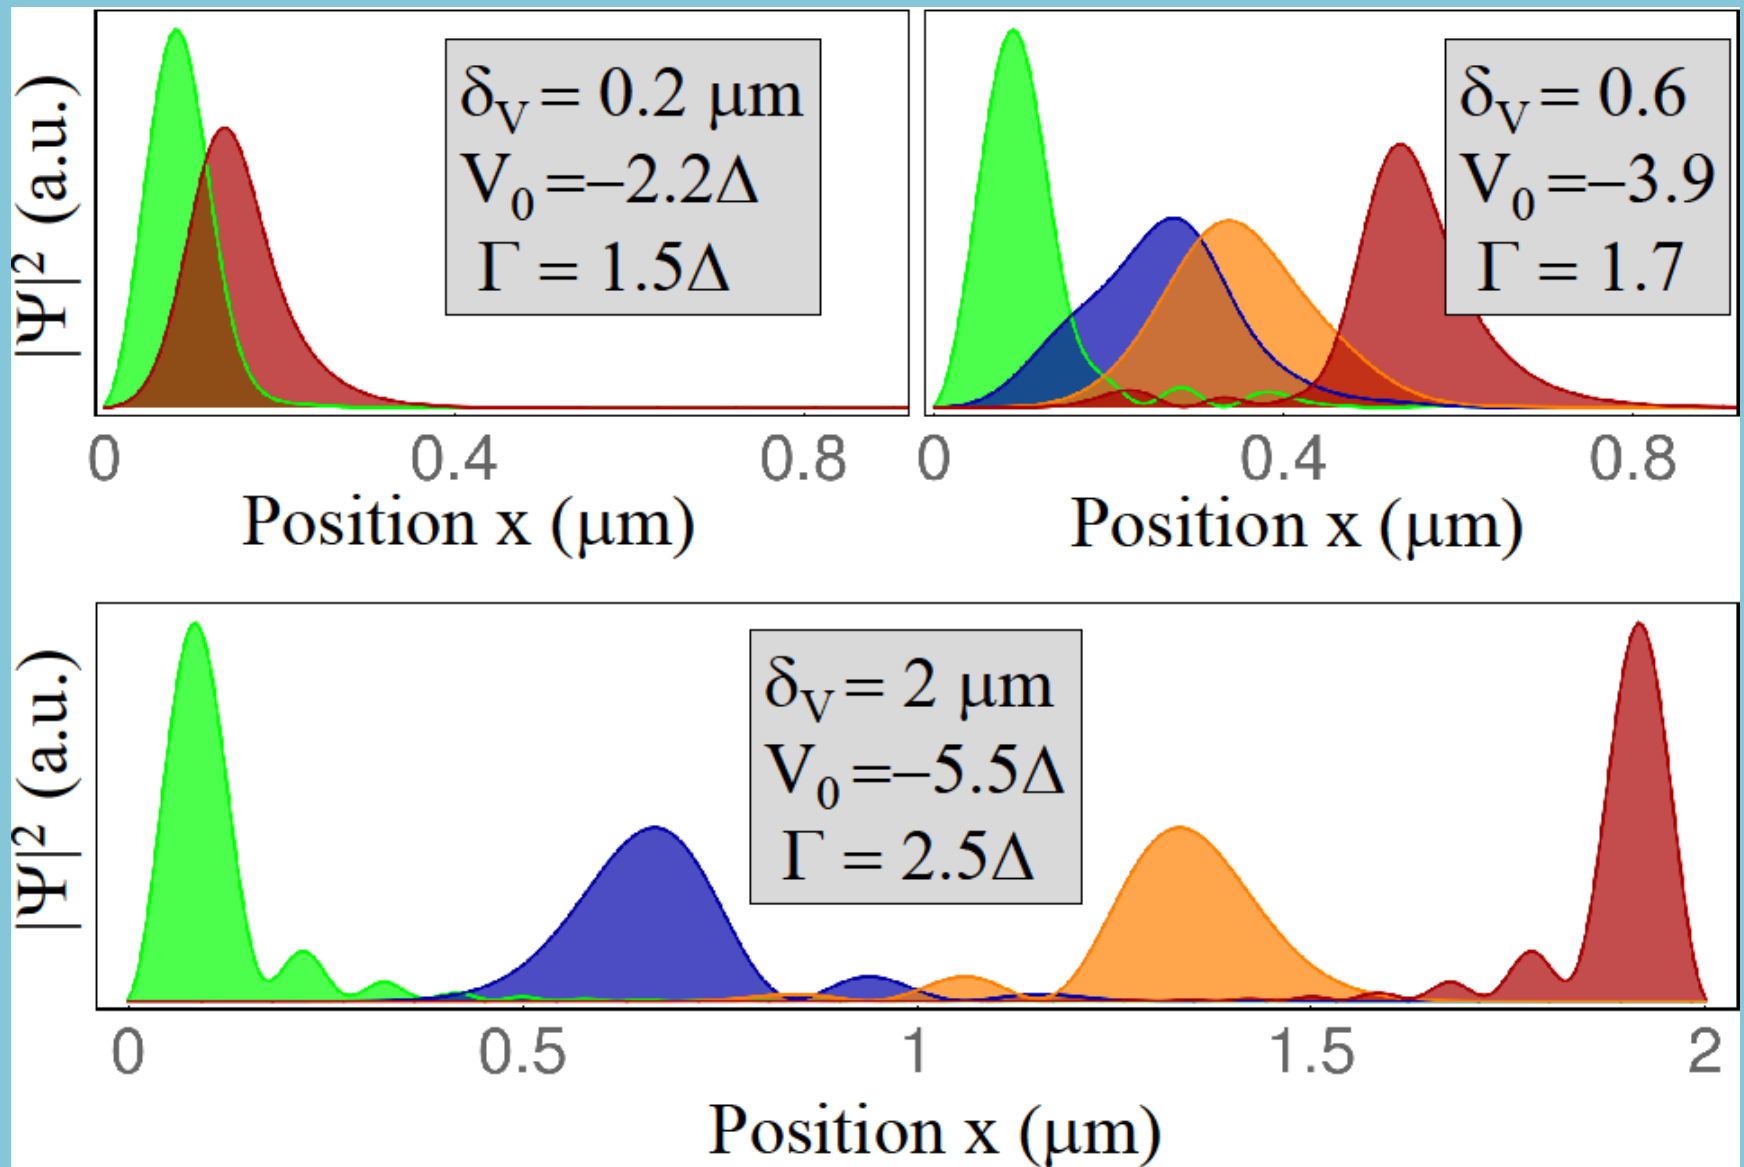 |Ψ|² (a.u.)
δV = 0.2 μm
V0 =−2.2Δ
Γ = 1.5Δ
0 0.4 0.8
Position x (μm)
δV = 0.6
V0 =−3.9
Γ = 1.7
0 0.4 0.8
Position x (μm)
|Ψ|² (a.u.)
δV = 2 μm
V0 =−5.5Δ
Γ = 2.5Δ
0 0.5 1 1.5 2
Position x (μm)